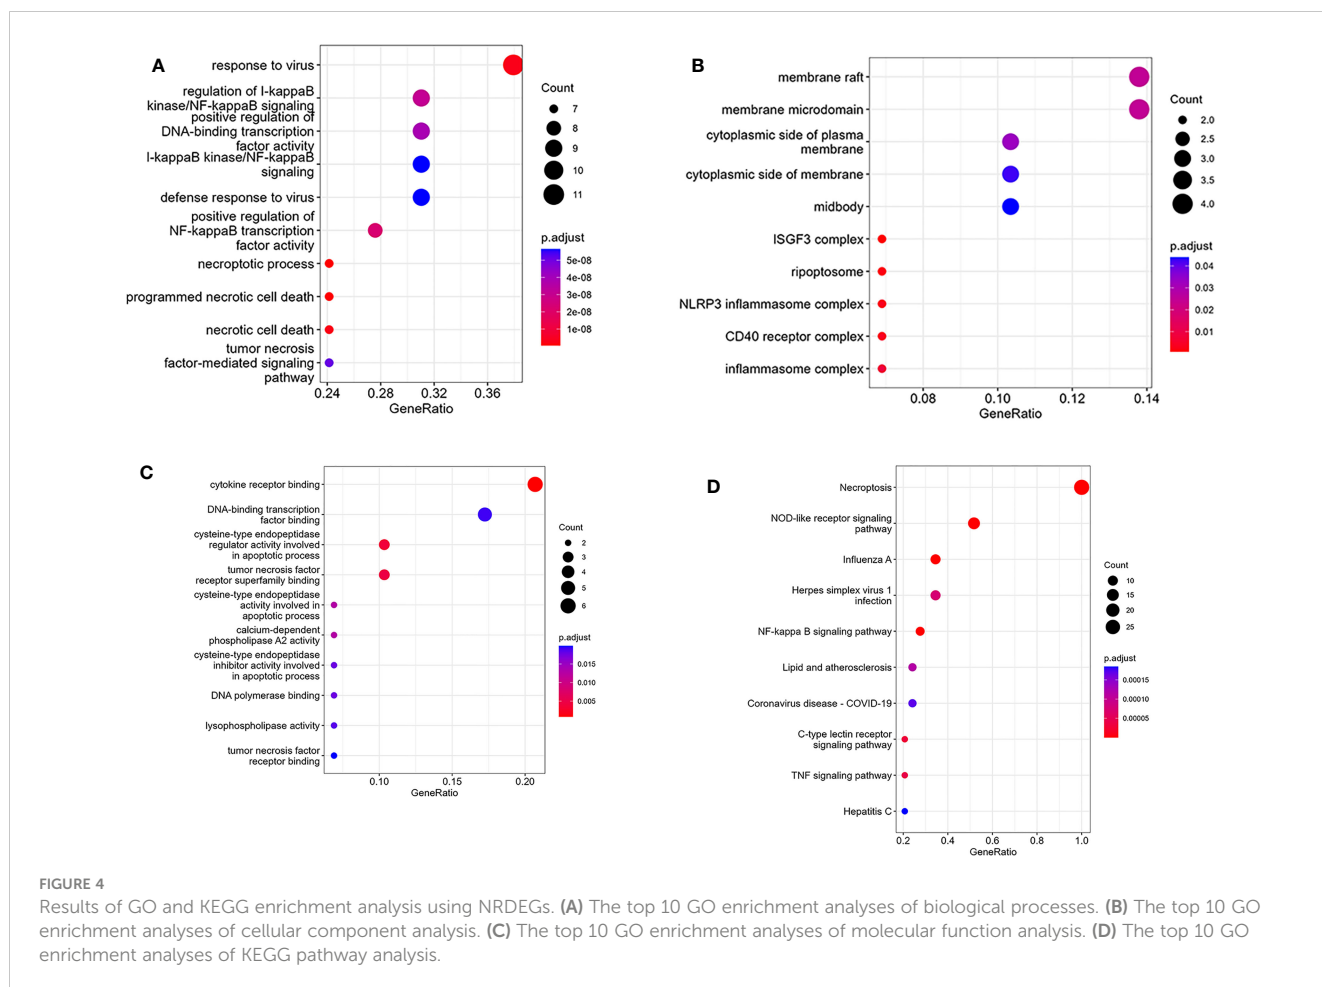 A
response to virus
regulation of I-kappaB
kinase/NF-kappaB signaling
positive regulation of
DNA-binding transcription
factor activity
I-kappaB kinase/NF-kappaB
signaling
defense response to virus
positive regulation of
NF-kappaB transcription
factor activity
necroptotic process
programmed necrotic cell death
necrotic cell death
tumor necrosis
factor-mediated signaling
pathway
0.24 0.28 0.32 0.36
GeneRatio
Count
7
8
9
10
11
p.adjust
5e-08
4e-08
3e-08
2e-08
1e-08
B
membrane raft
membrane microdomain
cytoplasmic side of plasma
membrane
cytoplasmic side of membrane
midbody
ISGF3 complex
ripoptosome
NLRP3 inflammasome complex
CD40 receptor complex
inflammasome complex
0.08 0.10 0.12 0.14
GeneRatio
Count
2.0
2.5
3.0
3.5
4.0
p.adjust
0.04
0.03
0.02
0.01
C
cytokine receptor binding
DNA-binding transcription
factor binding
cysteine-type endopeptidase
regulator activity involved
in apoptotic process
tumor necrosis factor
receptor superfamily binding
cysteine-type endopeptidase
activity involved in
apoptotic process
calcium-dependent
phospholipase A2 activity
cysteine-type endopeptidase
inhibitor activity involved
in apoptotic process
DNA polymerase binding
lysophospholipase activity
tumor necrosis factor
receptor binding
0.10 0.15 0.20
GeneRatio
Count
2
3
4
5
6
p.adjust
0.015
0.010
0.005
D
Necroptosis
NOD-like receptor signaling
pathway
Influenza A
Herpes simplex virus 1
infection
NF-kappa B signaling pathway
Lipid and atherosclerosis
Coronavirus disease - COVID-19
C-type lectin receptor
signaling pathway
TNF signaling pathway
Hepatitis C
0.2 0.4 0.6 0.8 1.0
GeneRatio
Count
10
15
20
25
p.adjust
0.00015
0.00010
0.00005
FIGURE 4
Results of GO and KEGG enrichment analysis using NRDEGs. (A) The top 10 GO enrichment analyses of biological processes. (B) The top 10 GO
enrichment analyses of cellular component analysis. (C) The top 10 GO enrichment analyses of molecular function analysis. (D) The top 10 GO
enrichment analyses of KEGG pathway analysis.